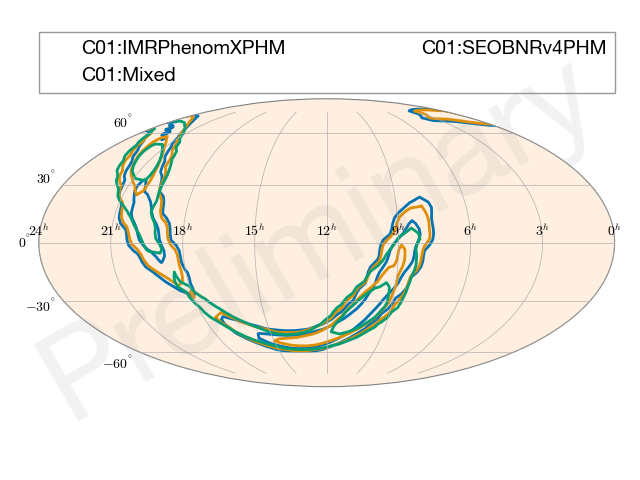 C01:IMRPhenomXPHM C01:SEOBNRv4PHM
C01:Mixed
Preliminary
60°
30°
0° 24h 21h 18h 15h 12h 9h 6h 3h 0h
−30°
−60°